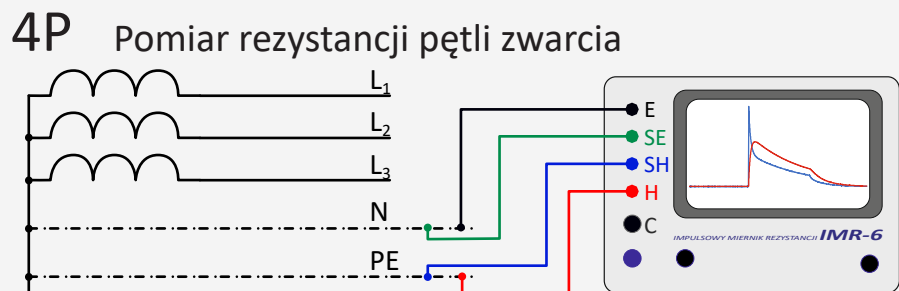 4P Pomiar rezystancji pętli zwarcia
L1
L2
L3
N
PE
E
SE
SH
H
C
IMPULSOWY MIERNIK REZYSTANCJI IMR-6